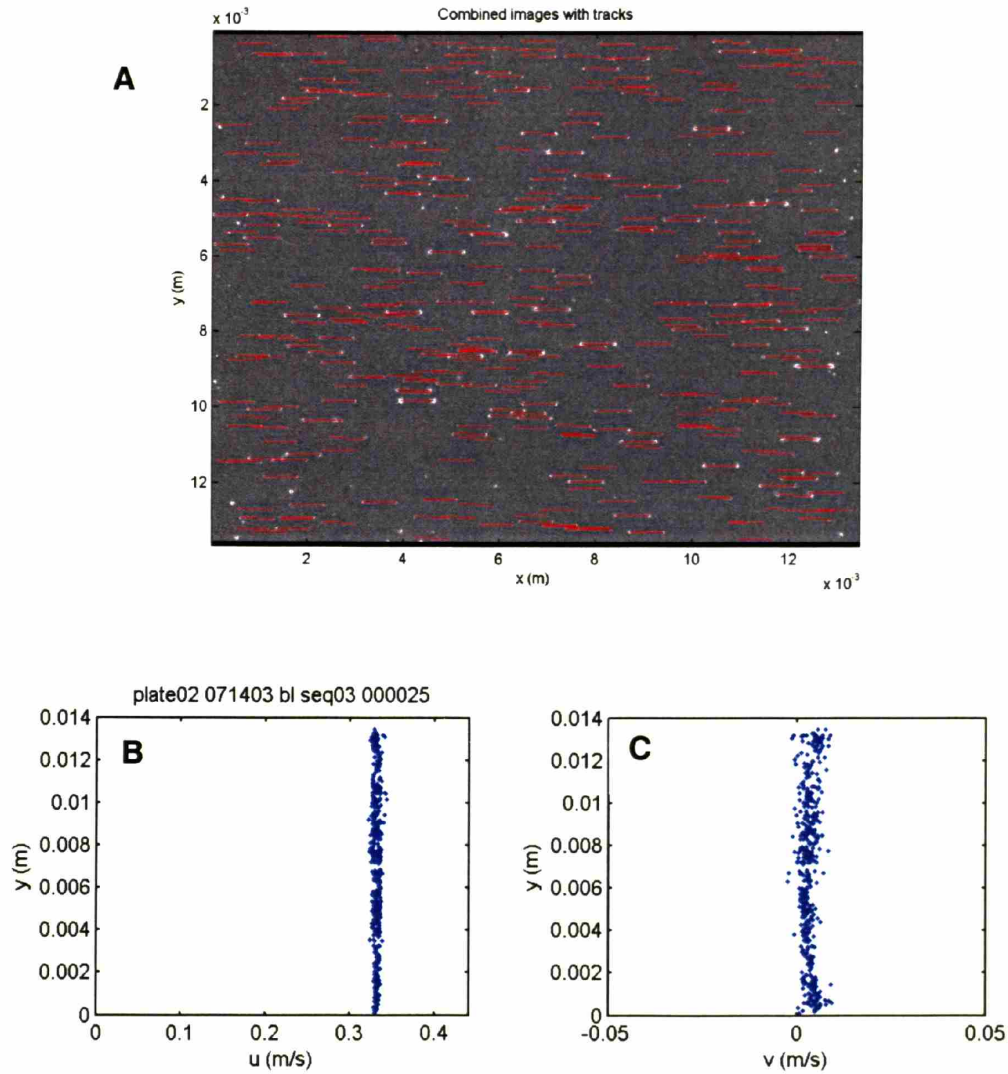 Combined images with tracks
x 10⁻³
A
2
4
6
8
10
12
y (m)
2 4 6 8 10 12
x (m)
x 10⁻³
plate02 071403 bl seq03 000025
B
0.014
0.012
0.01
0.008
0.006
0.004
0.002
0
y (m)
0 0.1 0.2 0.3 0.4
u (m/s)
C
0.014
0.012
0.01
0.008
0.006
0.004
0.002
0
y (m)
-0.05 0 0.05
v (m/s)